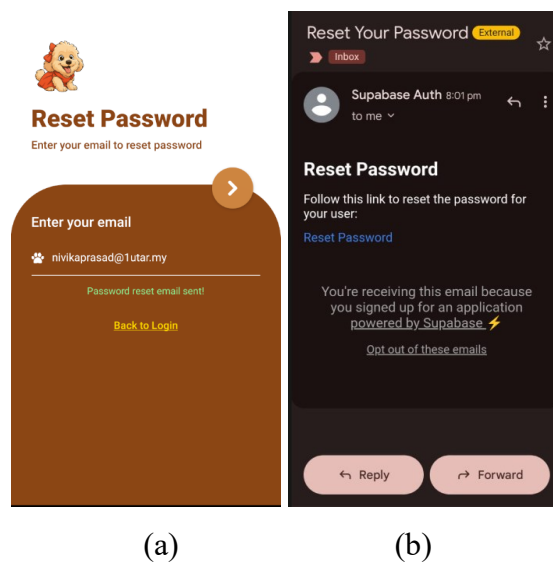 Reset Password
Enter your email to reset password
Enter your email
nivikaprasad@1utar.my
Password reset email sent!
Back to Login
(a)
Reset Your Password External
Inbox
Supabase Auth 8:01 pm
to me
Reset Password
Follow this link to reset the password for
your user:
Reset Password
You're receiving this email because
you signed up for an application
powered by Supabase ⚡
Opt out of these emails
Reply
Forward
(b)